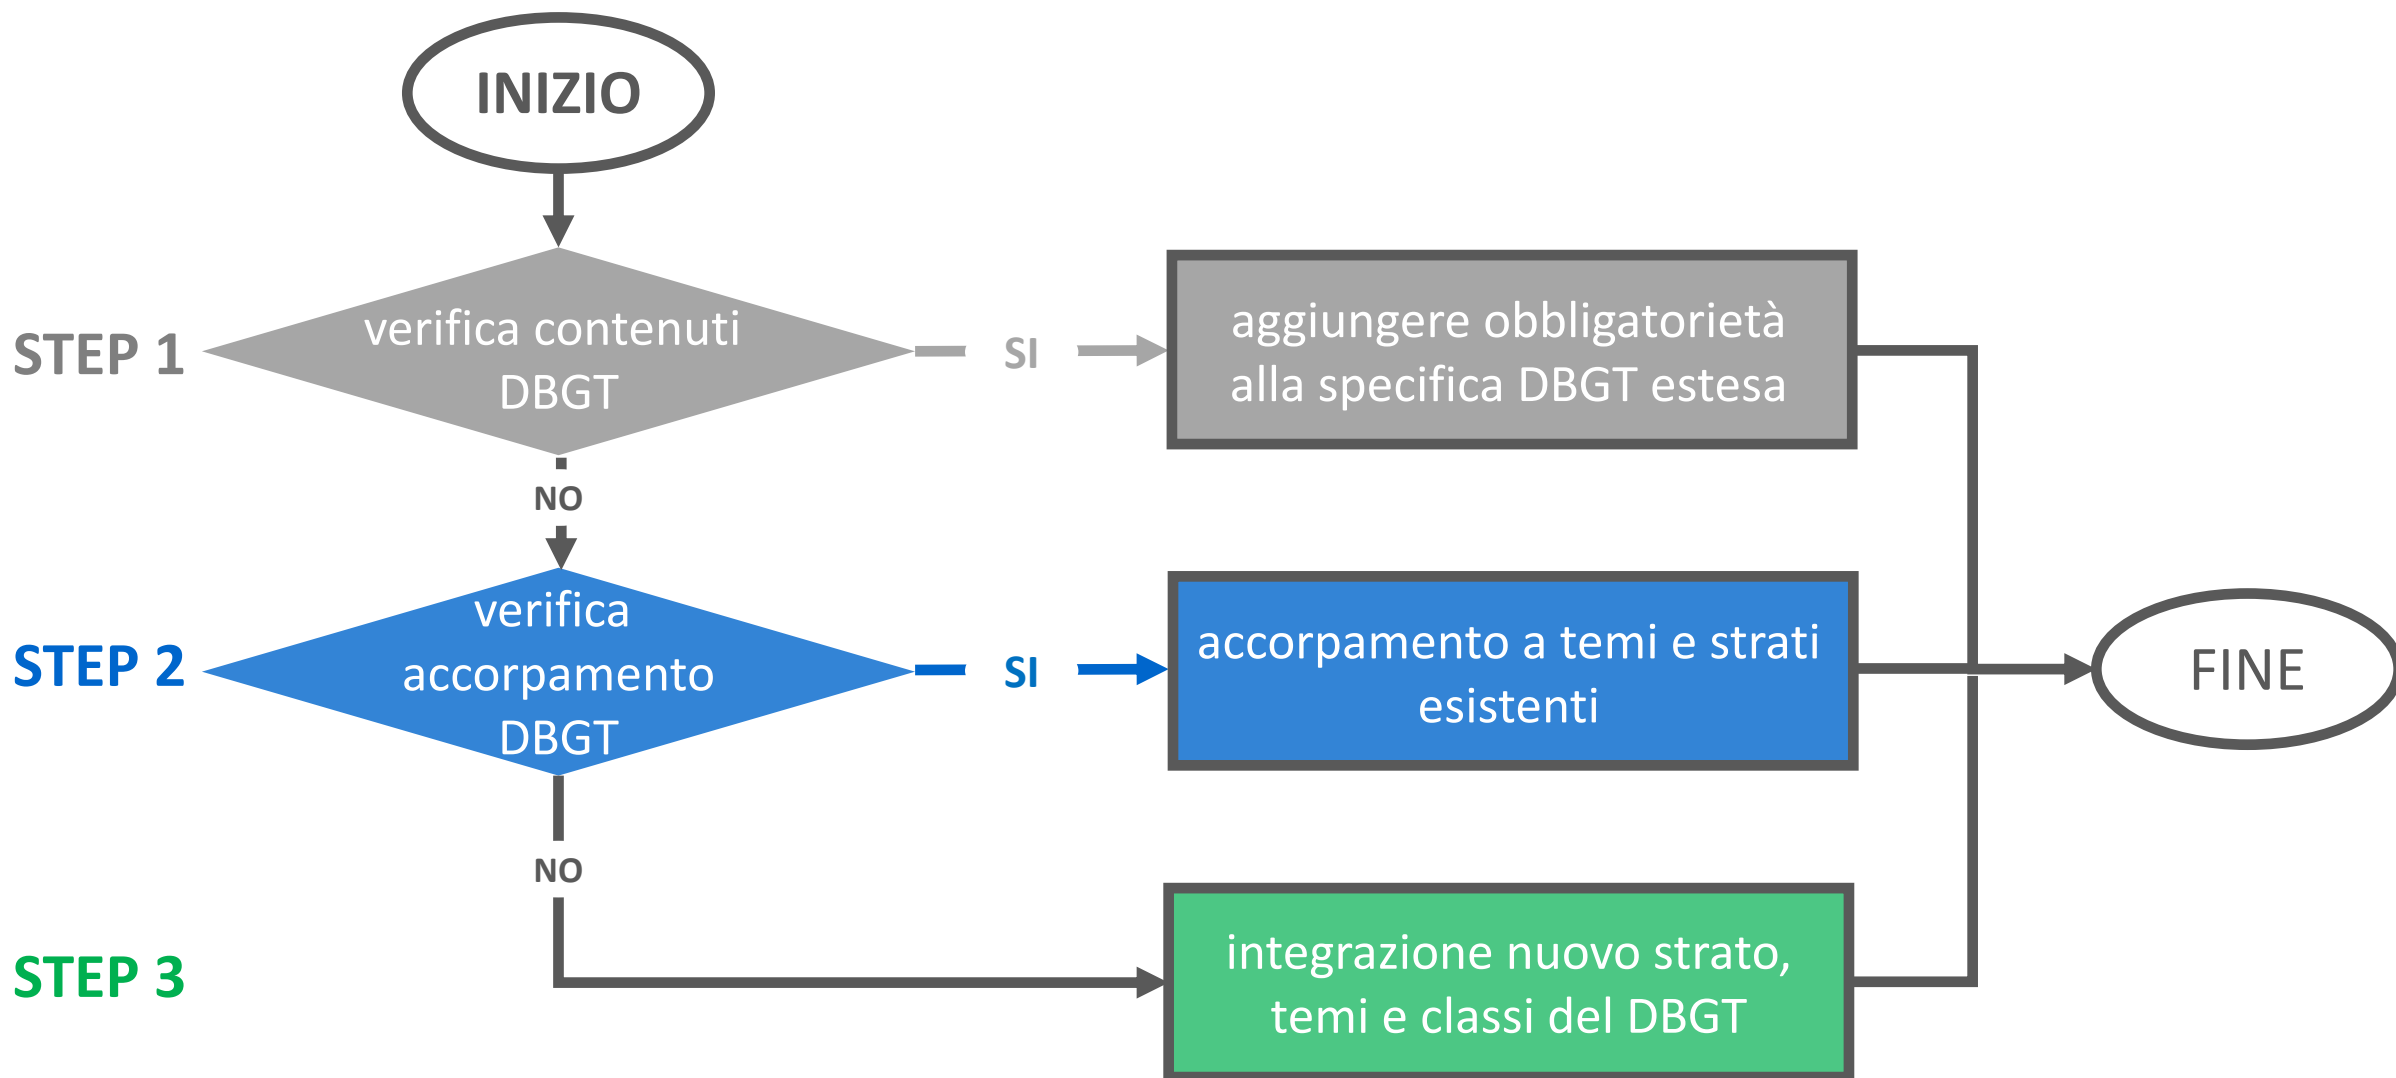 INIZIO
STEP 1
verifica contenuti
DBGT
SI
aggiungere obbligatorietà
alla specifica DBGT estesa
NO
STEP 2
verifica
accorpamento
DBGT
SI
accorpamento a temi e strati
esistenti
FINE
NO
STEP 3
integrazione nuovo strato,
temi e classi del DBGT